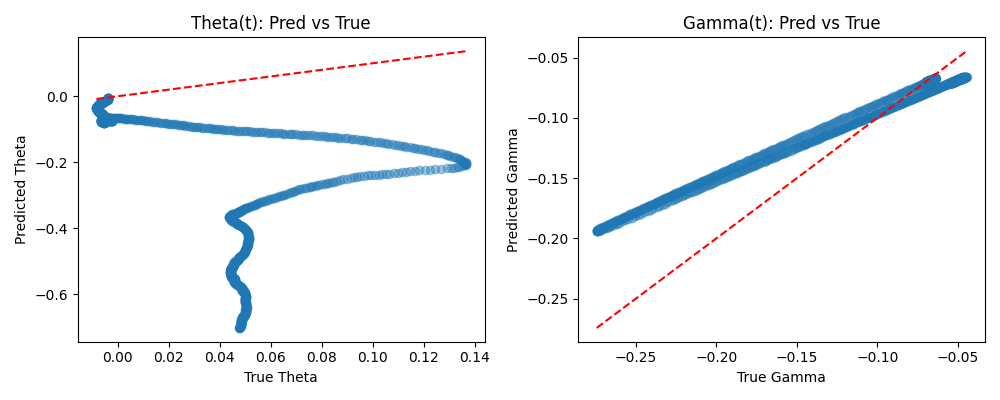 Theta(t): Pred vs True
Predicted Theta
0.0
−0.2
−0.4
−0.6
0.00 0.02 0.04 0.06 0.08 0.10 0.12 0.14
True Theta
Gamma(t): Pred vs True
Predicted Gamma
−0.05
−0.10
−0.15
−0.20
−0.25
−0.25 −0.20 −0.15 −0.10 −0.05
True Gamma